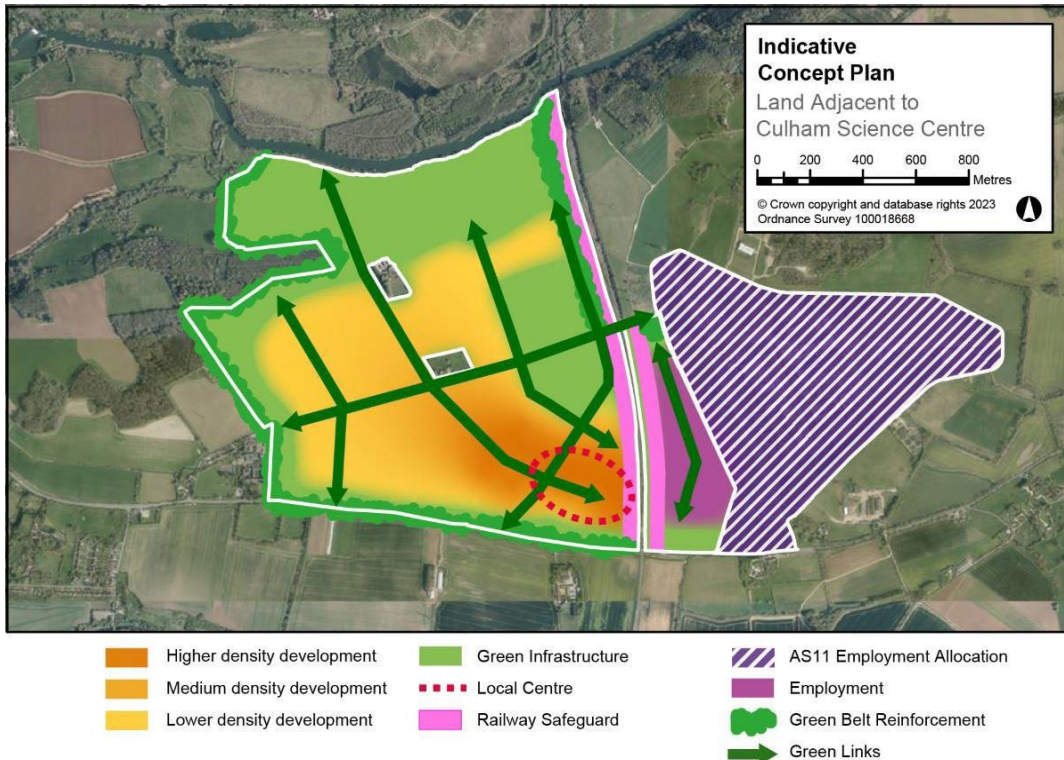 Indicative
Concept Plan
Land Adjacent to
Culham Science Centre
0 200 400 600 800
Metres
© Crown copyright and database rights 2023
Ordnance Survey 100018668
Higher density development
Medium density development
Lower density development
Green Infrastructure
Local Centre
Railway Safeguard
AS11 Employment Allocation
Employment
Green Belt Reinforcement
Green Links